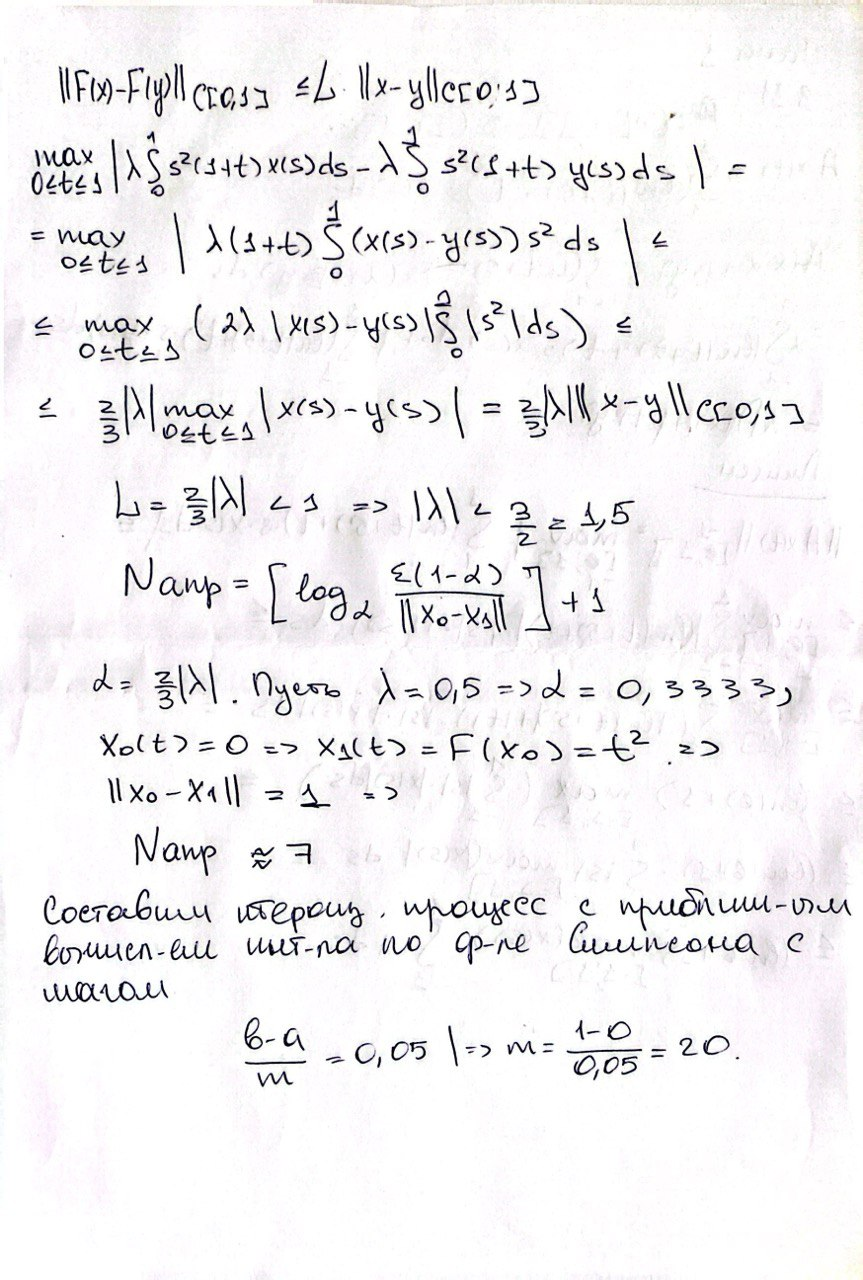 ||F(x)-F(y)|| C[0,1] ≤ L ||x-y|| C[0,1]
max 0≤t≤1 | λ ∫₀¹ s²(1+t) x(s) ds - λ ∫₀¹ s²(1+t) y(s) ds | =
= max 0≤t≤1 | λ(1+t) ∫₀¹ (x(s) - y(s)) s² ds | ≤
≤ max 0≤t≤1 (2λ |x(s) - y(s)| ∫₀¹ |s²| ds) ≤
≤ 2/3 |λ| max 0≤t≤1 | x(s) - y(s) | = 2/3 |λ| || x-y || C[0,1]
L = 2/3 |λ| < 1 => |λ| < 3/2 = 1,5
Nапр = [ log_α ε(1-α) / ||x₀-x₁|| ] + 1
α = 2/3 |λ|. Пусть λ = 0,5 => α = 0,3333,
x₀(t) = 0 => x₁(t) = F(x₀) = t² =>
||x₀ - x₁|| = 1 =>
Nапр ≈ 7
Составим итерац. процесс с приближ-ым
вычисл-ем инт-ла по ф-ле Симпсона с
шагом
в-а / m = 0,05 | => m = 1-0 / 0,05 = 20.